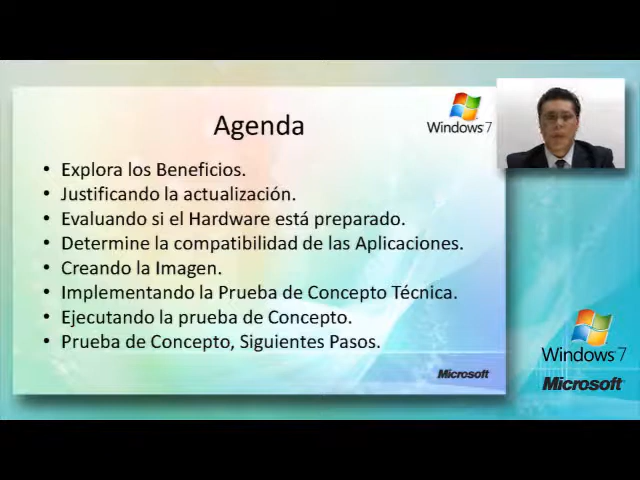 Agenda
Windows 7
• Explora los Beneficios.
• Justificando la actualización.
• Evaluando si el Hardware está preparado.
• Determine la compatibilidad de las Aplicaciones.
• Creando la Imagen.
• Implementando la Prueba de Concepto Técnica.
• Ejecutando la prueba de Concepto.
• Prueba de Concepto, Siguientes Pasos.
Microsoft
Windows 7
Microsoft